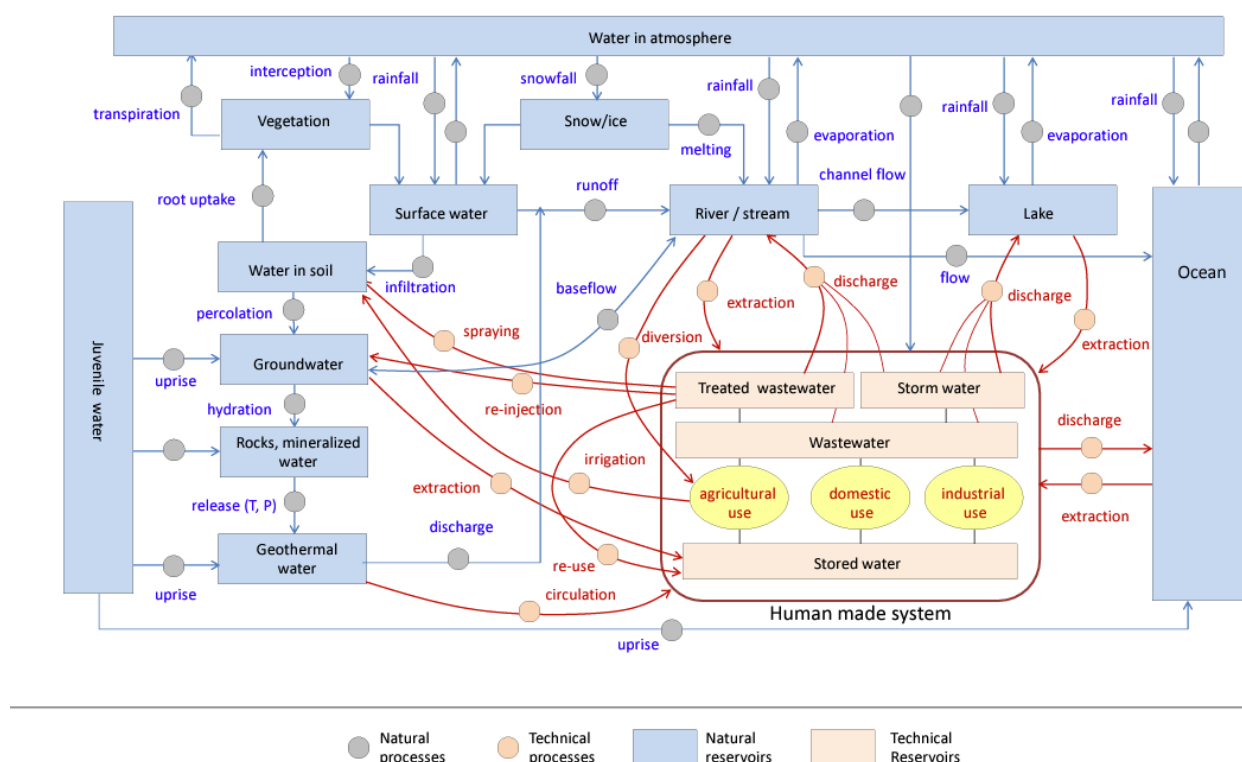 Water in atmosphere
interception
rainfall
snowfall
rainfall
rainfall
rainfall
transpiration
Vegetation
Snow/ice
evaporation
evaporation
melting
root uptake
runoff
channel flow
Surface water
River / stream
Lake
Water in soil
infiltration
baseflow
extraction
discharge
flow
discharge
Ocean
percolation
spraying
diversion
extraction
Juvenile water
Groundwater
uprise
re-injection
Treated wastewater
Storm water
hydration
Rocks, mineralized
water
Wastewater
discharge
irrigation
extraction
agricultural
use
domestic
use
industrial
use
release (T, P)
discharge
extraction
Geothermal
water
Stored water
uprise
re-use
circulation
Human made system
uprise
Natural
processes
Technical
processes
Natural
reservoirs
Technical
Reservoirs